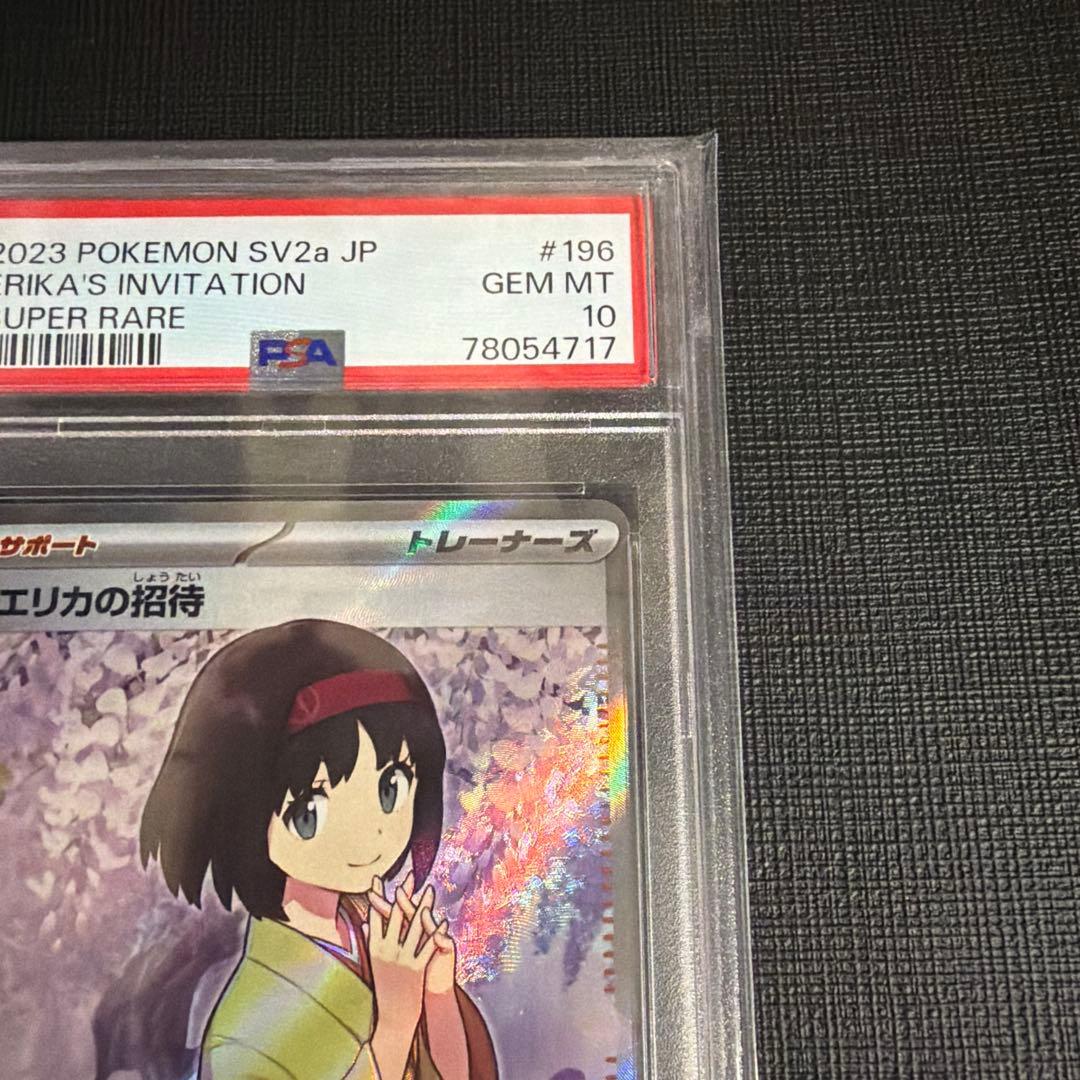 2023 POKEMON SV2a JP #196
ERIKA'S INVITATION GEM MT
SUPER RARE 10
PSA 78054717
サポート トレーナーズ
しょうたい
エリカの招待